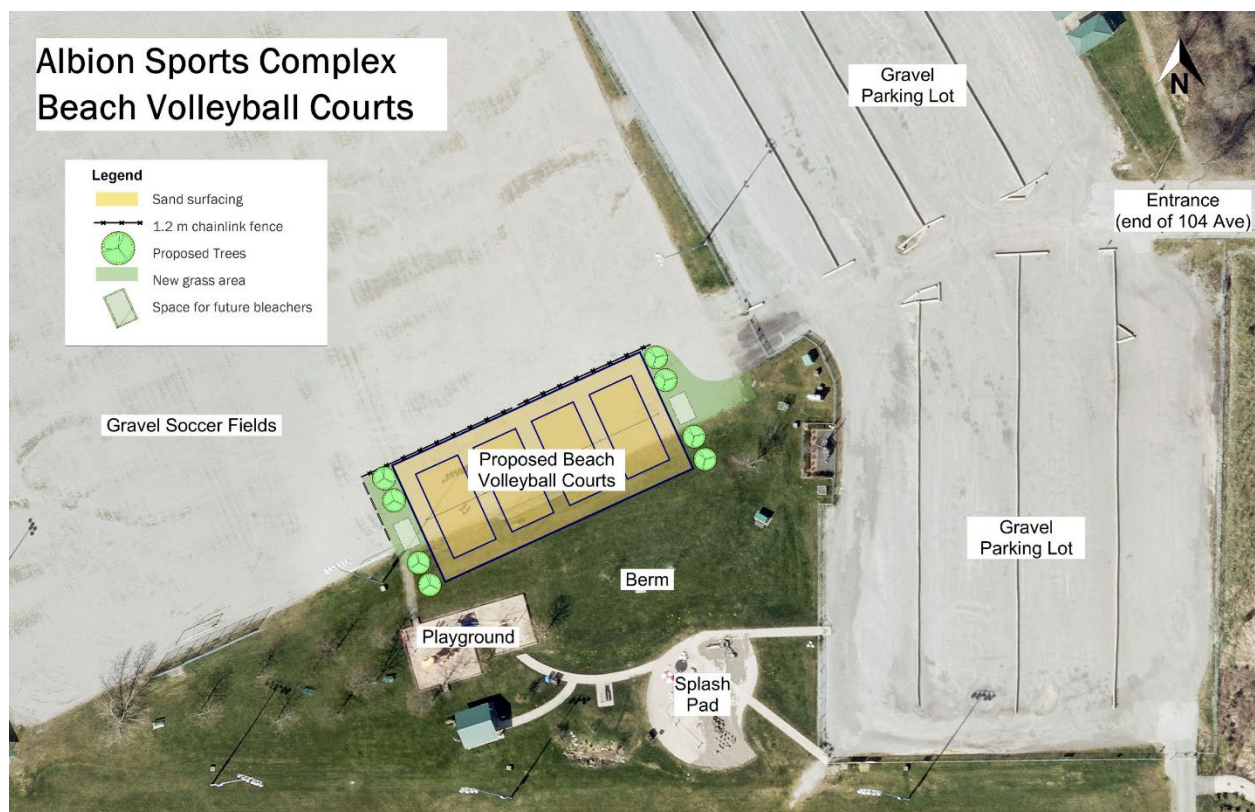 Albion Sports Complex
Beach Volleyball Courts
Legend
Sand surfacing
1.2 m chainlink fence
Proposed Trees
New grass area
Space for future bleachers
Gravel
Parking Lot
N
Entrance
(end of 104 Ave)
Gravel Soccer Fields
Proposed Beach
Volleyball Courts
Gravel
Parking Lot
Berm
Playground
Splash
Pad